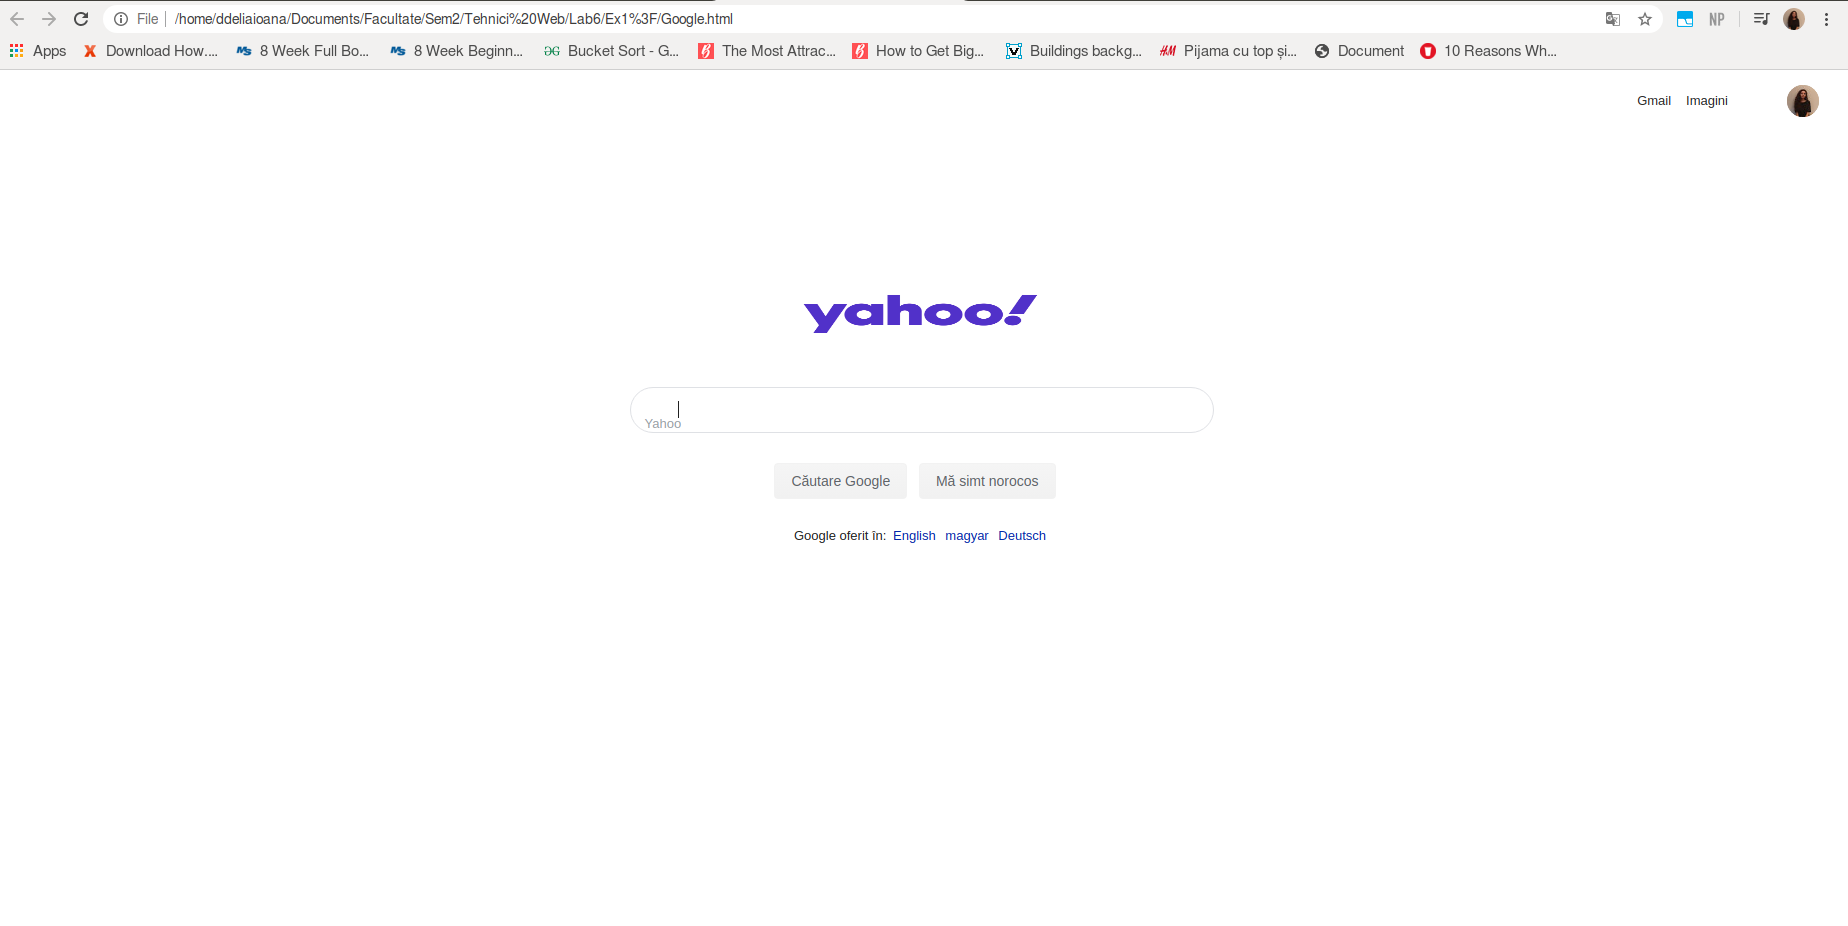 File /home/ddeliaioana/Documents/Facultate/Sem2/Tehnici%20Web/Lab6/Ex1%3F/Google.html NP
Apps Download How.... 8 Week Full Bo... 8 Week Beginn... Bucket Sort - G... The Most Attrac... How to Get Big... Buildings backg... H&M Pijama cu top și... Document 10 Reasons Wh...
Gmail Imagini
yahoo!
Yahoo
Căutare Google Mă simt norocos
Google oferit în: English magyar Deutsch